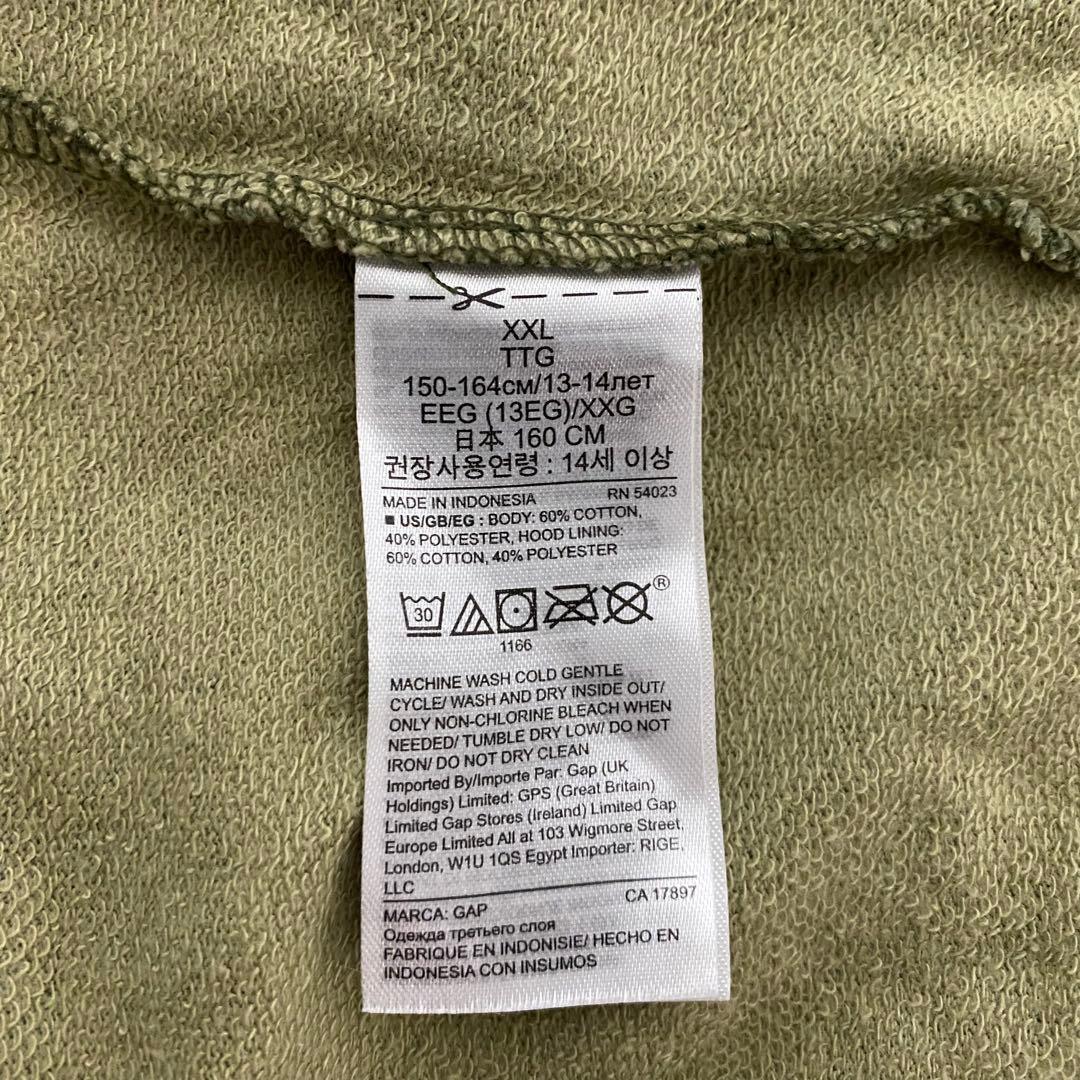 XXL
TTG
150-164см/13-14лет
EEG (13EG)/XXG
日本 160 CM
권장사용연령 : 14세 이상
MADE IN INDONESIA RN 54023
■ US/GB/EG : BODY: 60% COTTON,
40% POLYESTER, HOOD LINING:
60% COTTON, 40% POLYESTER
30 ®
1166
MACHINE WASH COLD GENTLE
CYCLE/ WASH AND DRY INSIDE OUT/
ONLY NON-CHLORINE BLEACH WHEN
NEEDED/ TUMBLE DRY LOW/ DO NOT
IRON/ DO NOT DRY CLEAN
Imported By/Importe Par: Gap (UK
Holdings) Limited: GPS (Great Britain)
Limited Gap Stores (Ireland) Limited Gap
Europe Limited All at 103 Wigmore Street,
London, W1U 1QS Egypt Importer: RIGE,
LLC
CA 17897
MARCA: GAP
Одежда третьего слоя
FABRIQUE EN INDONISIE/ HECHO EN
INDONESIA CON INSUMOS